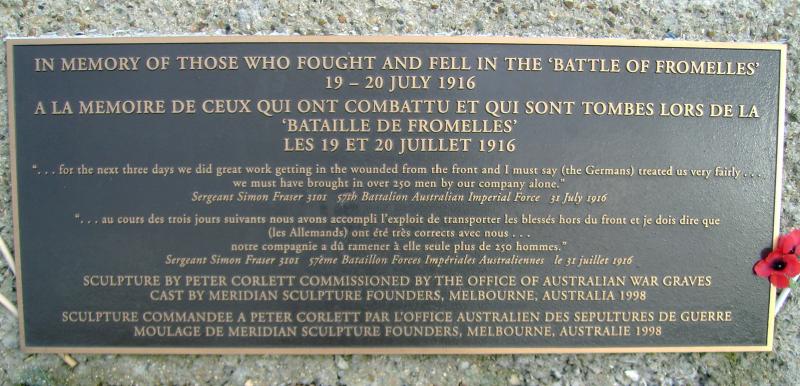 IN MEMORY OF THOSE WHO FOUGHT AND FELL IN THE ‘BATTLE OF FROMELLES’
19 – 20 JULY 1916
A LA MEMOIRE DE CEUX QUI ONT COMBATTU ET QUI SONT TOMBES LORS DE LA
‘BATAILLE DE FROMELLES’
LES 19 ET 20 JUILLET 1916
“. . . for the next three days we did great work getting in the wounded from the front and I must say (the Germans) treated us very fairly . . .
we must have brought in over 250 men by our company alone.”
Sergeant Simon Fraser 3101 57th Battalion Australian Imperial Force 31 July 1916
“. . . au cours des trois jours suivants nous avons accompli l’exploit de transporter les blessés hors du front et je dois dire que
(les Allemands) ont été très corrects avec nous . . .
notre compagnie a dû ramener à elle seule plus de 250 hommes.”
Sergeant Simon Fraser 3101 57ème Bataillon Forces Impériales Australiennes le 31 juillet 1916
SCULPTURE BY PETER CORLETT COMMISSIONED BY THE OFFICE OF AUSTRALIAN WAR GRAVES
CAST BY MERIDIAN SCULPTURE FOUNDERS, MELBOURNE, AUSTRALIA 1998
SCULPTURE COMMANDEE A PETER CORLETT PAR L’OFFICE AUSTRALIEN DES SEPULTURES DE GUERRE
MOULAGE DE MERIDIAN SCULPTURE FOUNDERS, MELBOURNE, AUSTRALIE 1998